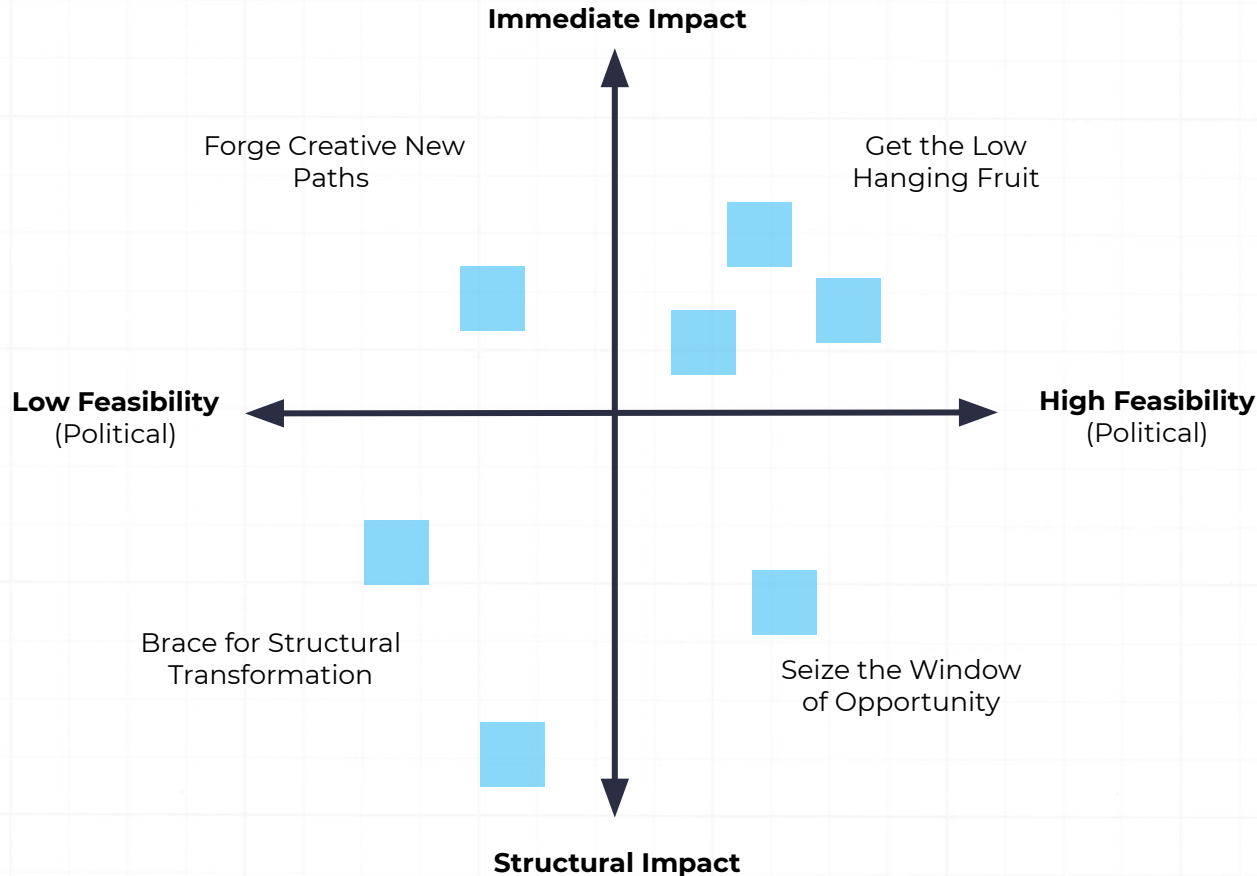 Immediate Impact
Forge Creative New
Paths
Get the Low
Hanging Fruit
Low Feasibility
(Political)
High Feasibility
(Political)
Brace for Structural
Transformation
Seize the Window
of Opportunity
Structural Impact